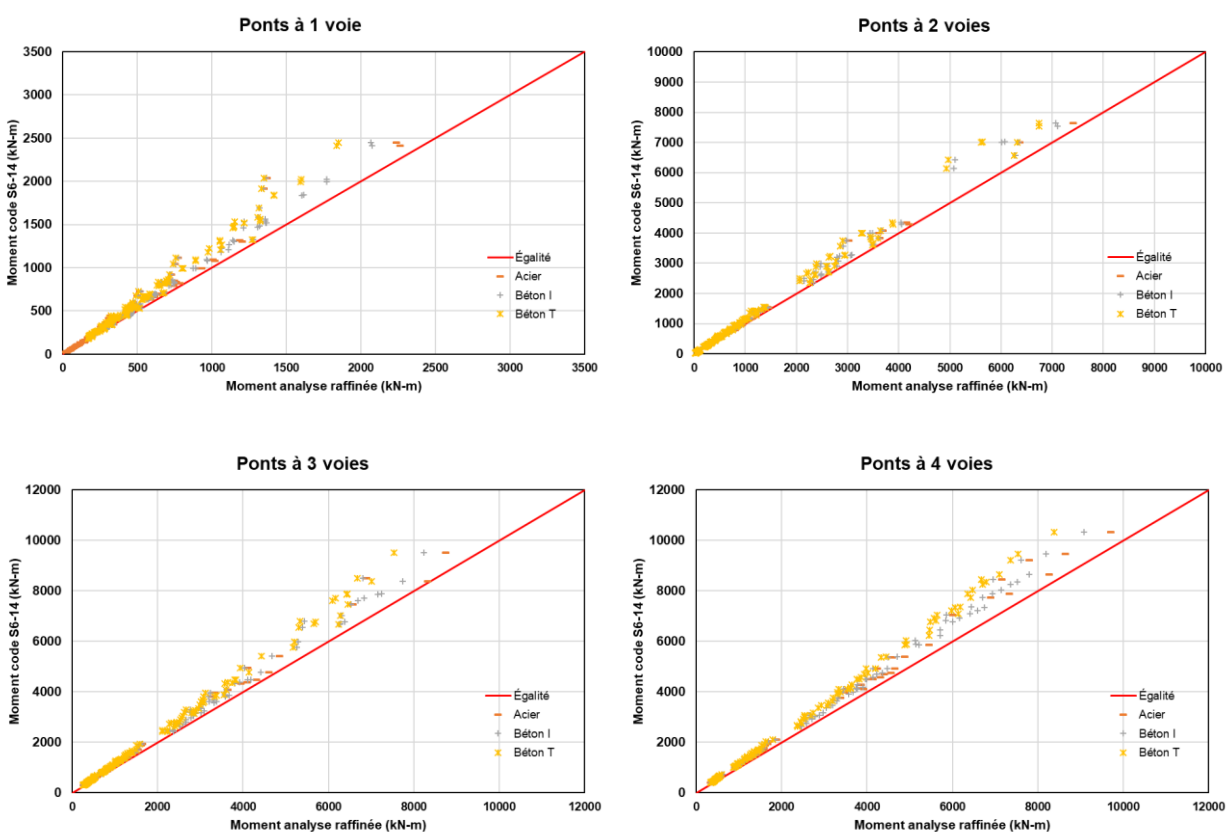 Ponts à 1 voie
Moment code S6-14 (kN-m)
3500
3000
2500
2000
1500
1000
500
0
Égalité
Acier
Béton I
Béton T
0 500 1000 1500 2000 2500 3000 3500
Moment analyse raffinée (kN-m)
Ponts à 2 voies
Moment code S6-14 (kN-m)
10000
9000
8000
7000
6000
5000
4000
3000
2000
1000
0
Égalité
Acier
Béton I
Béton T
0 1000 2000 3000 4000 5000 6000 7000 8000 9000 10000
Moment analyse raffinée (kN-m)
Ponts à 3 voies
Moment code S6-14 (kN-m)
12000
10000
8000
6000
4000
2000
0
Égalité
Acier
Béton I
Béton T
0 2000 4000 6000 8000 10000 12000
Moment analyse raffinée (kN-m)
Ponts à 4 voies
Moment code S6-14 (kN-m)
12000
10000
8000
6000
4000
2000
0
Égalité
Acier
Béton I
Béton T
0 2000 4000 6000 8000 10000 12000
Moment analyse raffinée (kN-m)